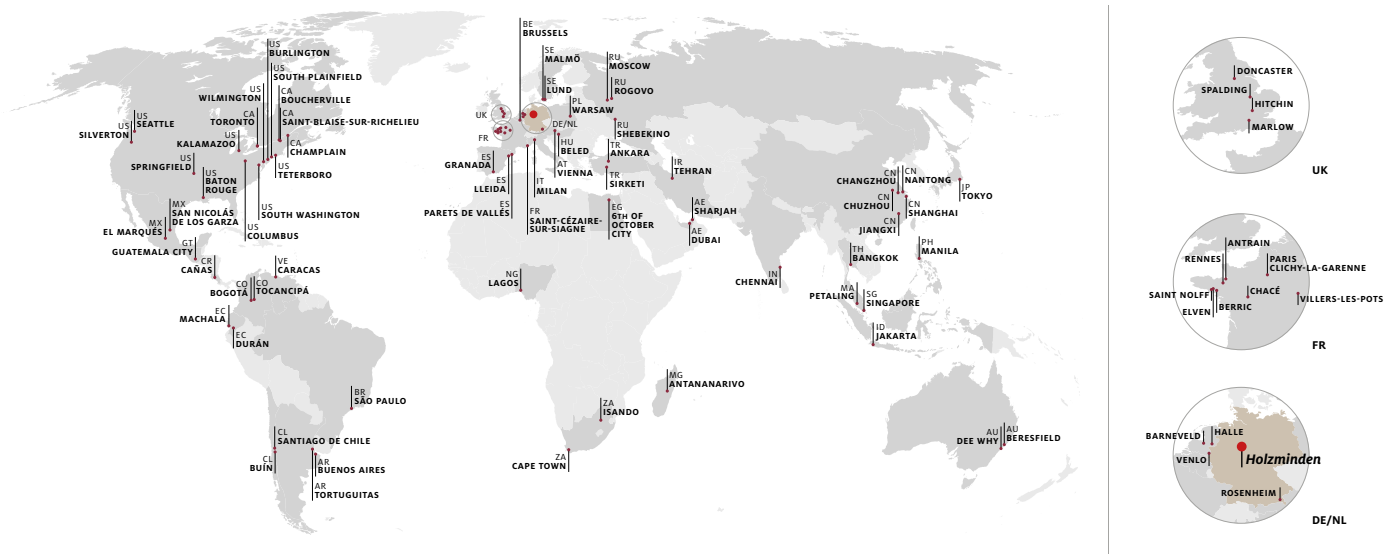 BE
BRUSSELS
US
BURLINGTON
US
SOUTH PLAINFIELD
US
WILMINGTON
CA
BOUCHERVILLE
CA
TORONTO
CA
SAINT-BLAISE-SUR-RICHELIEU
US
SEATTLE
US
SILVERTON
US
KALAMAZOO
CA
CHAMPLAIN
US
SPRINGFIELD
US
TETERBORO
US
BATON
ROUGE
US
SOUTH WASHINGTON
US
COLUMBUS
MX
SAN NICOLÁS
DE LOS GARZA
MX
EL MARQUÉS
GT
GUATEMALA CITY
CR
CAÑAS
VE
CARACAS
CO
BOGOTÁ
CO
TOCANCIPÁ
EC
MACHALA
EC
DURÁN
BR
SÃO PAULO
CL
SANTIAGO DE CHILE
CL
BUÍN
AR
BUENOS AIRES
AR
TORTUGUITAS
SE
MALMÖ
SE
LUND
RU
MOSCOW
RU
ROGOVO
PL
WARSAW
UK
FR
DE/NL
RU
SHEBEKINO
HU
BELED
AT
VIENNA
TR
ANKARA
TR
SIRKETI
ES
GRANADA
ES
LLEIDA
ES
PARETS DE VALLÉS
IT
MILAN
FR
SAINT-CÉZAIRE-
SUR-SIAGNE
EG
6TH OF
OCTOBER
CITY
IR
TEHRAN
AE
SHARJAH
AE
DUBAI
NG
LAGOS
MG
ANTANANARIVO
ZA
ISANDO
ZA
CAPE TOWN
IN
CHENNAI
CN
CHANGZHOU
CN
NANTONG
CN
CHUZHOU
CN
SHANGHAI
CN
JIANGXI
JP
TOKYO
TH
BANGKOK
PH
MANILA
MA
PETALING
SG
SINGAPORE
ID
JAKARTA
AU
DEE WHY
AU
BERESFIELD
DONCASTER
SPALDING
HITCHIN
MARLOW
UK
ANTRAIN
RENNES
PARIS
CLICHY-LA-GARENNE
SAINT NOLFF
CHACÉ
VILLERS-LES-POTS
BERRIC
ELVEN
FR
BARNEVELD
HALLE
VENLO
Holzminden
ROSENHEIM
DE/NL